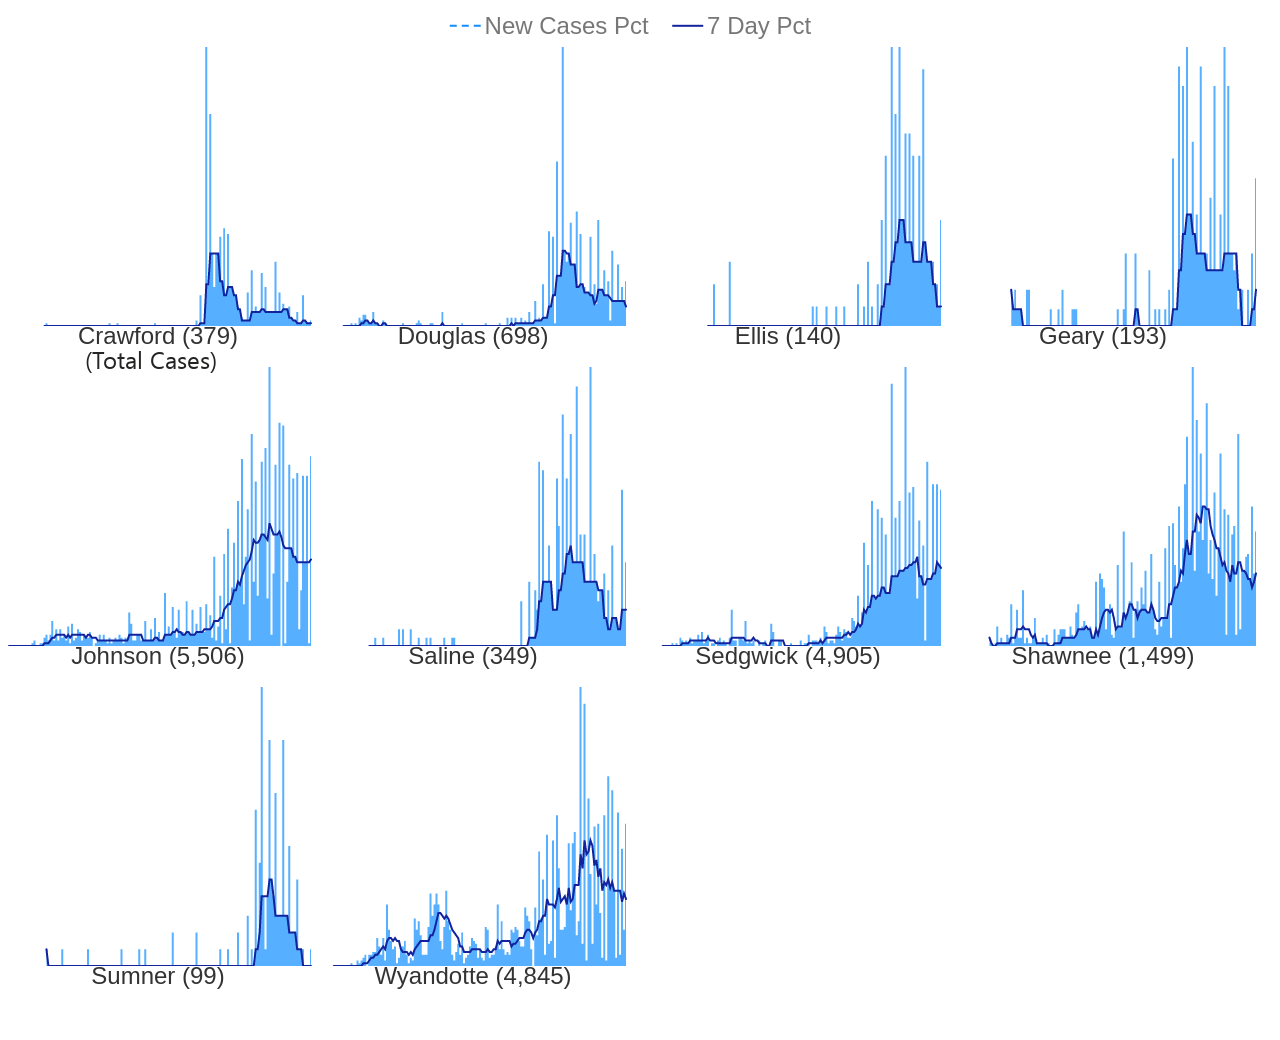 New Cases Pct 7 Day Pct
Crawford (379) Douglas (698) Ellis (140) Geary (193)
(Total Cases)
Johnson (5,506) Saline (349) Sedgwick (4,905) Shawnee (1,499)
Sumner (99) Wyandotte (4,845)